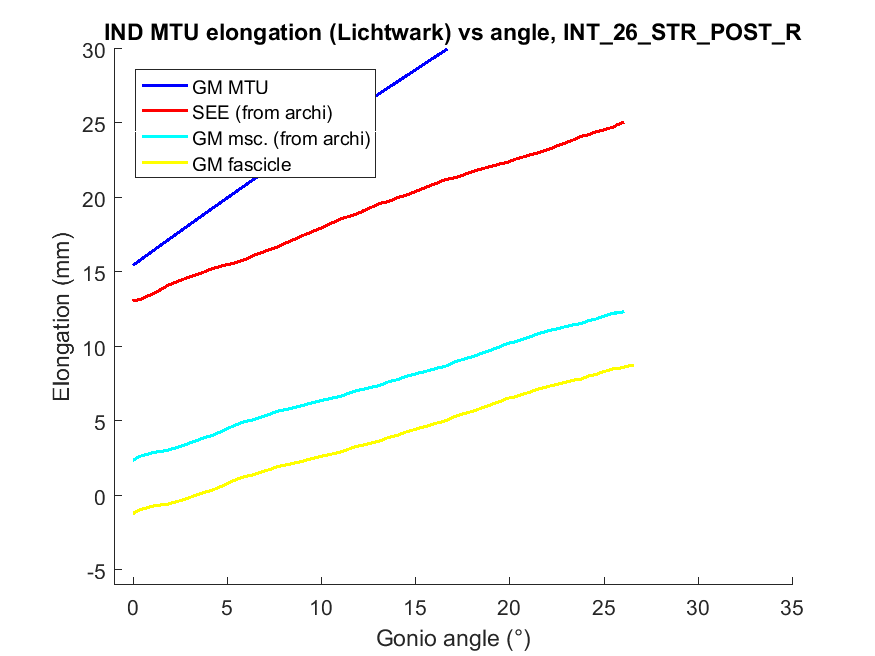 IND MTU elongation (Lichtwark) vs angle, INT_26_STR_POST_R
30
25
20
15
10
5
0
-5
Elongation (mm)
GM MTU
SEE (from archi)
GM msc. (from archi)
GM fascicle
0 5 10 15 20 25 30 35
Gonio angle (°)